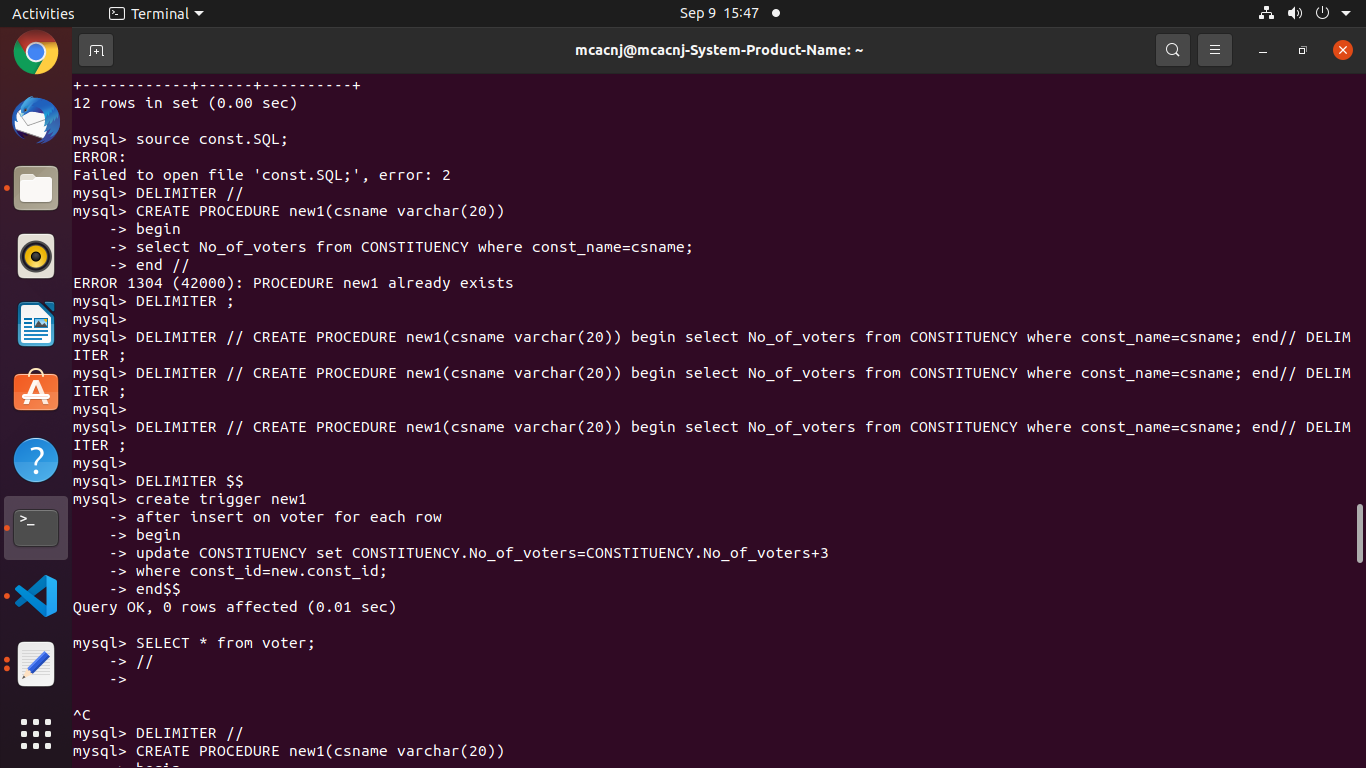 Activities
Terminal
Sep 9 15:47
mcacnj@mcacnj-System-Product-Name: ~
+------------+------+----------+
12 rows in set (0.00 sec)
mysql> source const.SQL;
ERROR:
Failed to open file 'const.SQL;', error: 2
mysql> DELIMITER //
mysql> CREATE PROCEDURE new1(csname varchar(20))
-> begin
-> select No_of_voters from CONSTITUENCY where const_name=csname;
-> end //
ERROR 1304 (42000): PROCEDURE new1 already exists
mysql> DELIMITER ;
mysql>
mysql> DELIMITER // CREATE PROCEDURE new1(csname varchar(20)) begin select No_of_voters from CONSTITUENCY where const_name=csname; end// DELIM
ITER ;
mysql> DELIMITER // CREATE PROCEDURE new1(csname varchar(20)) begin select No_of_voters from CONSTITUENCY where const_name=csname; end// DELIM
ITER ;
mysql>
mysql> DELIMITER // CREATE PROCEDURE new1(csname varchar(20)) begin select No_of_voters from CONSTITUENCY where const_name=csname; end// DELIM
ITER ;
mysql>
mysql> DELIMITER $$
mysql> create trigger new1
-> after insert on voter for each row
-> begin
-> update CONSTITUENCY set CONSTITUENCY.No_of_voters=CONSTITUENCY.No_of_voters+3
-> where const_id=new.const_id;
-> end$$
Query OK, 0 rows affected (0.01 sec)
mysql> SELECT * from voter;
-> //
->
^C
mysql> DELIMITER //
mysql> CREATE PROCEDURE new1(csname varchar(20))